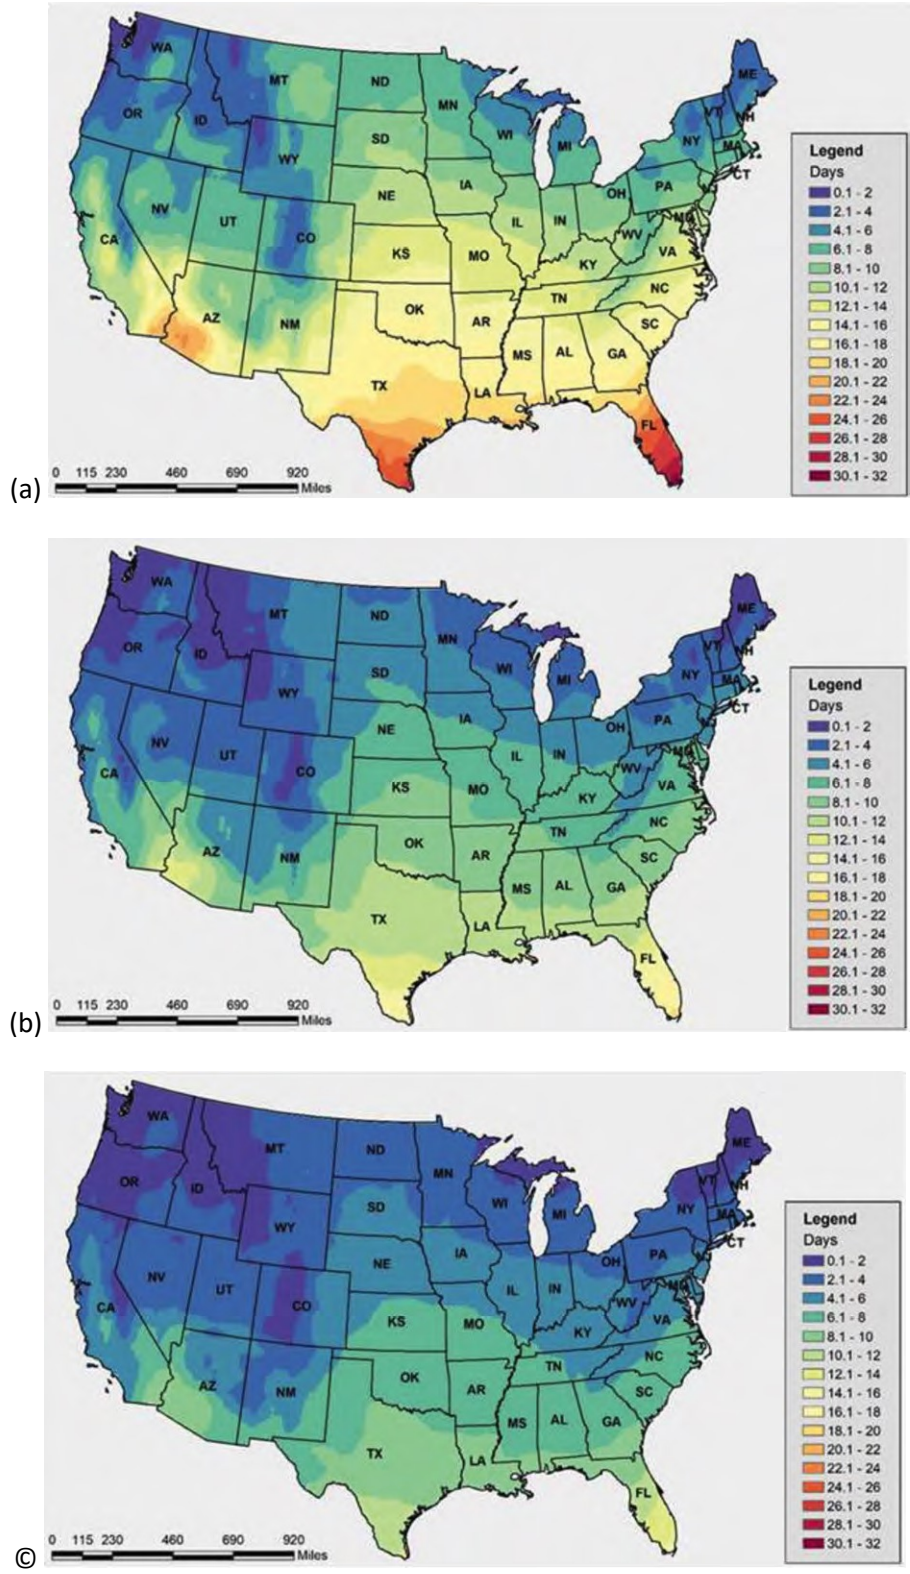 WA
MT
ND
MN
ME
OR
ID
SD
WI
MI
NY
VT
NH
MA
CT
WY
NE
IA
PA
NJ
NV
UT
CO
IL
IN
OH
WV
MD
CA
KS
MO
KY
VA
AZ
NM
OK
AR
TN
NC
SC
TX
LA
MS
AL
GA
FL
Legend
Days
0.1 - 2
2.1 - 4
4.1 - 6
6.1 - 8
8.1 - 10
10.1 - 12
12.1 - 14
14.1 - 16
16.1 - 18
18.1 - 20
20.1 - 22
22.1 - 24
24.1 - 26
26.1 - 28
28.1 - 30
30.1 - 32
0 115 230 460 690 920
Miles
(a)
WA
MT
ND
MN
ME
OR
ID
SD
WI
MI
NY
VT
NH
MA
CT
WY
NE
IA
PA
NJ
NV
UT
CO
IL
IN
OH
WV
MD
CA
KS
MO
KY
VA
AZ
NM
OK
AR
TN
NC
SC
TX
LA
MS
AL
GA
FL
Legend
Days
0.1 - 2
2.1 - 4
4.1 - 6
6.1 - 8
8.1 - 10
10.1 - 12
12.1 - 14
14.1 - 16
16.1 - 18
18.1 - 20
20.1 - 22
22.1 - 24
24.1 - 26
26.1 - 28
28.1 - 30
30.1 - 32
0 115 230 460 690 920
Miles
(b)
WA
MT
ND
MN
ME
OR
ID
SD
WI
MI
NY
VT
NH
MA
CT
WY
NE
IA
PA
NJ
NV
UT
CO
IL
IN
OH
WV
MD
CA
KS
MO
KY
VA
AZ
NM
OK
AR
TN
NC
SC
TX
LA
MS
AL
GA
FL
Legend
Days
0.1 - 2
2.1 - 4
4.1 - 6
6.1 - 8
8.1 - 10
10.1 - 12
12.1 - 14
14.1 - 16
16.1 - 18
18.1 - 20
20.1 - 22
22.1 - 24
24.1 - 26
26.1 - 28
28.1 - 30
30.1 - 32
0 115 230 460 690 920
Miles
©